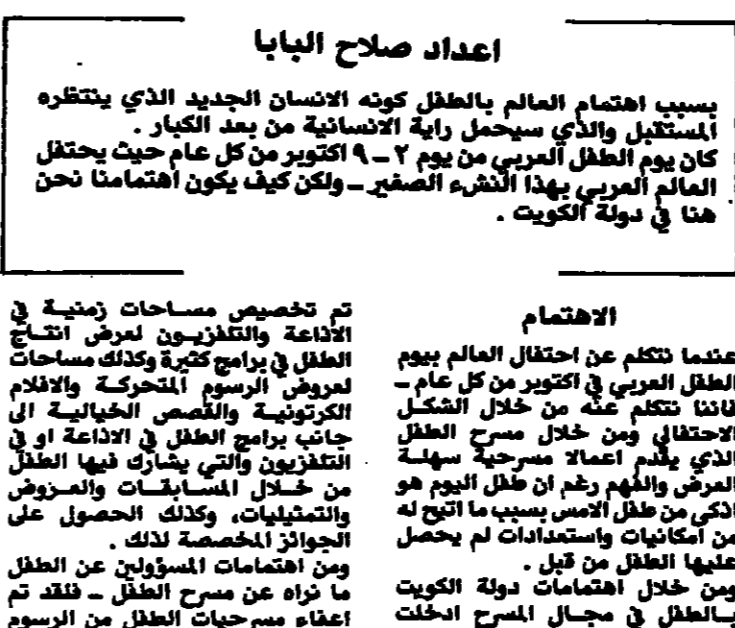 اعداد صلاح البابا
بسبب اهتمام العالم بالطفل كونه الانسان الجديد الذي ينتظره
المستقبل والذي سيحمل راية الانسانية من بعد الكبار .
كان يوم الطفل العربي من يوم ٢ ــ ٩ اكتوبر من كل عام حيث يحتفل
العالم العربي بهذا النشء الصغير ــ ولكن كيف يكون اهتمامنا نحن
هنا في دولة الكويت .
الاهتمام
عندما نتكلم عن احتفال العالم بيوم
الطفل العربي في اكتوبر من كل عام ــ
فاننا نتكلم عنه من خلال الشكل
الاحتفالي ومن خلال مسرح الطفل
الذي يقدم اعمالا مسرحية سهلة
العرض والفهم رغم ان طفل اليوم هو
اذكى من طفل الامس بسبب ما اتيح له
من امكانيات واستعدادات لم يحصل
عليها الطفل من قبل .
ومن خلال اهتمامات دولة الكويت
بالطفل في مجال المسرح ادخلت
تم تخصيص مساحات زمنية في
الاذاعة والتلفزيون لعرض انتاج
الطفل في برامج كثيرة وكذلك مساحات
لعروض الرسوم المتحركة والافلام
الكرتونية والقصص الخيالية الى
جانب برامج الطفل في الاذاعة او في
التلفزيون والتي يشارك فيها الطفل
من خلال المسابقات والعروض
والتمثيليات، وكذلك الحصول على
الجوائز المخصصة لذلك .
ومن اهتمامات المسؤولين عن الطفل
ما نراه عن مسرح الطفل ــ فلقد تم
اعفاء مسرحيات الطفل من الرسوم